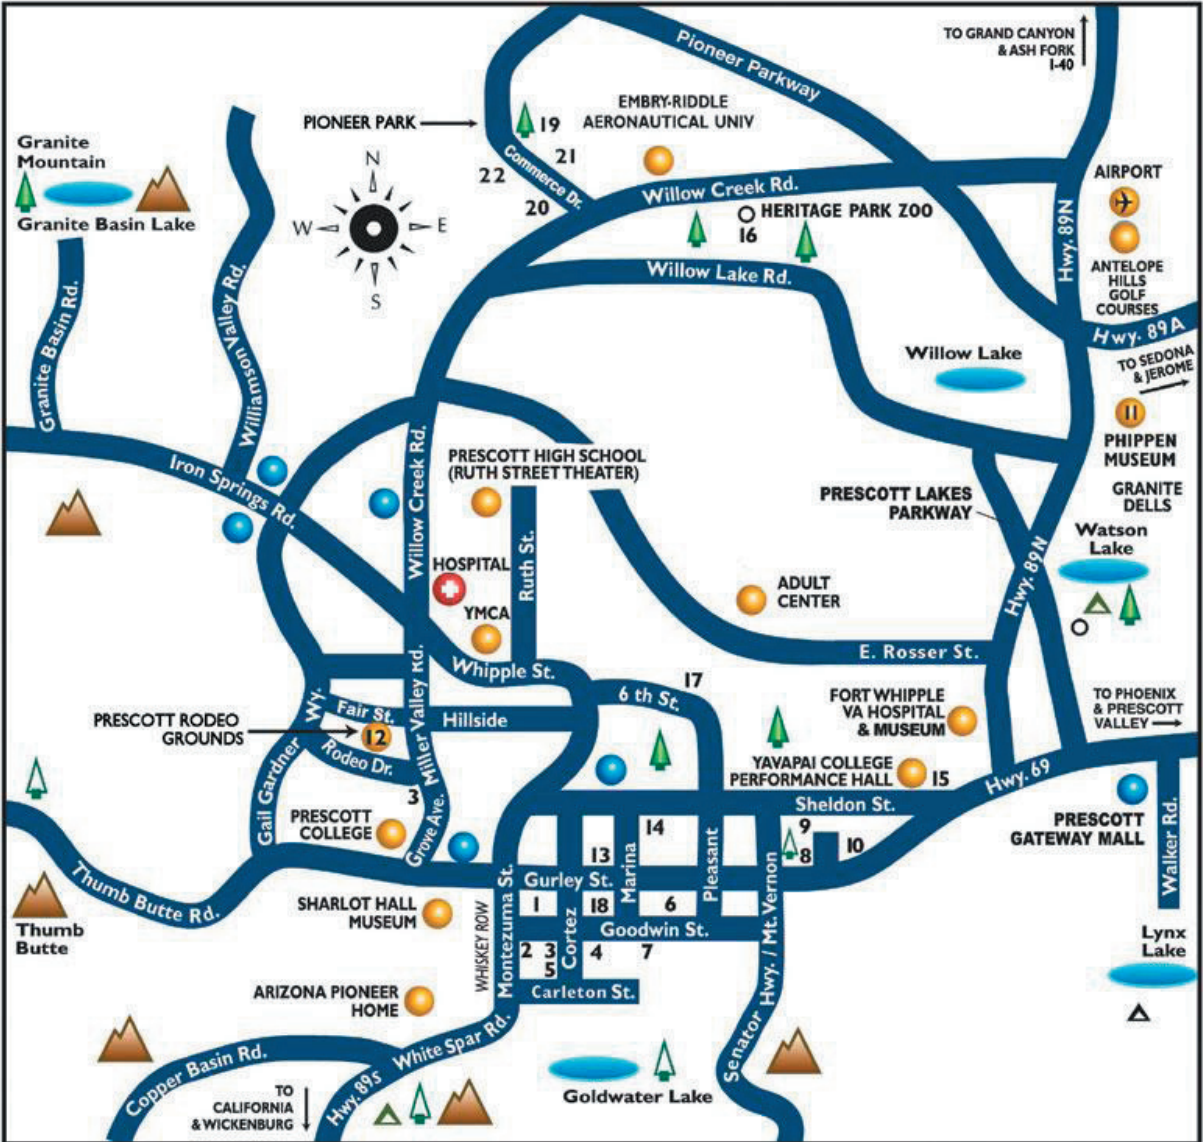 TO GRAND CANYON
& ASH FORK
I-40
Pioneer Parkway
EMBRY-RIDDLE
AERONAUTICAL UNIV
PIONEER PARK
19
21
22
20
Commerce Dr.
Granite
Mountain
Granite Basin Lake
N
W
E
S
Willow Creek Rd.
HERITAGE PARK ZOO
16
AIRPORT
ANTELOPE
HILLS
GOLF
COURSES
Hwy. 89N
Willow Lake Rd.
Hwy. 89A
TO SEDONA
& JEROME
Granite Basin Rd.
Williamson Valley Rd.
Willow Lake
11
PHIPPEN
MUSEUM
GRANITE
DELLS
Watson
Lake
PRESCOTT LAKES
PARKWAY
Hwy. 89N
Iron Springs Rd.
Willow Creek Rd.
PRESCOTT HIGH SCHOOL
(RUTH STREET THEATER)
Ruth St.
HOSPITAL
YMCA
ADULT
CENTER
E. Rosser St.
Whipple St.
6 th St.
17
Wy.
Gail Gardner
Fair St.
Hillside
Miller Valley Rd.
PRESCOTT RODEO
GROUNDS
12
Rodeo Dr.
3
FORT WHIPPLE
VA HOSPITAL
& MUSEUM
TO PHOENIX
& PRESCOTT
VALLEY
YAVAPAI COLLEGE
PERFORMANCE HALL
15
Hwy. 69
Sheldon St.
PRESCOTT
COLLEGE
Grove Ave.
PRESCOTT
GATEWAY MALL
Walker Rd.
14
13
9
8
10
Marina
Pleasant
Gurley St.
Thumb Butte Rd.
Thumb
Butte
SHARLOT HALL
MUSEUM
WHISKEY ROW
Montezuma St.
Cortez
1
18
6
Goodwin St.
2
3
5
4
7
Carleton St.
Senator Hwy. / Mt. Vernon
Lynx
Lake
ARIZONA PIONEER
HOME
Copper Basin Rd.
White Spar Rd.
Hwy. 89S
TO
CALIFORNIA
& WICKENBURG
Goldwater Lake